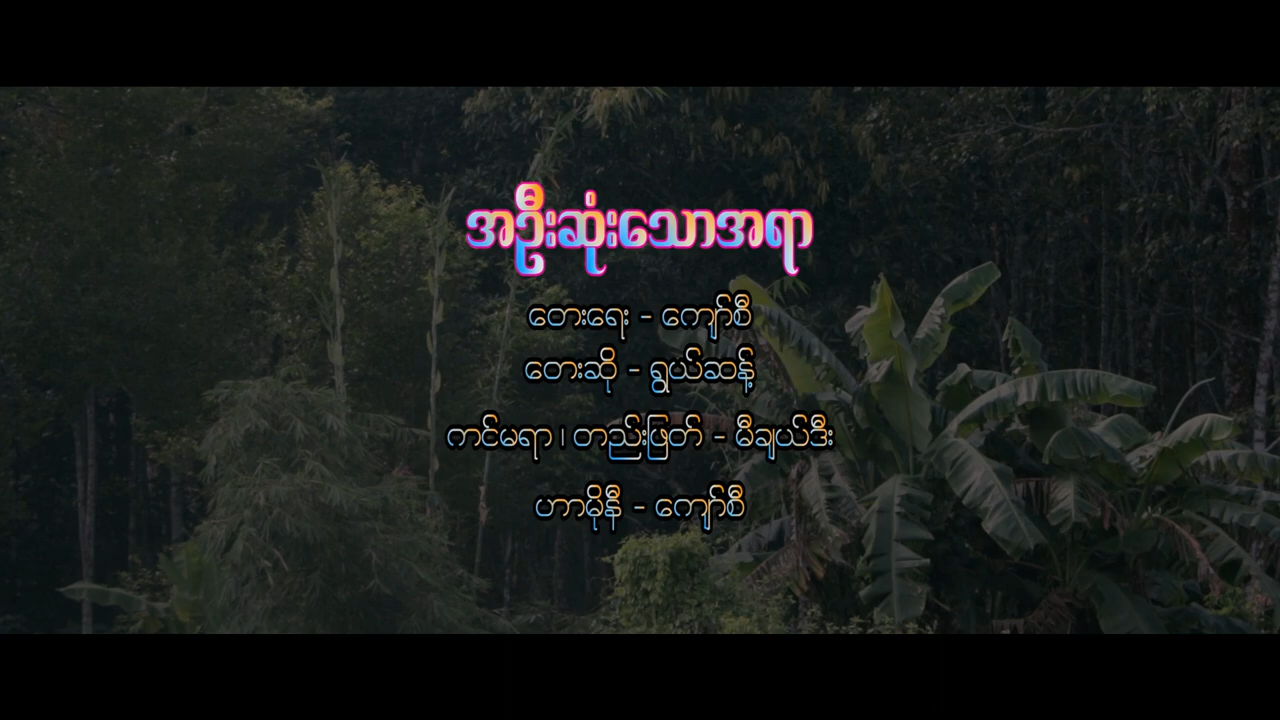 အဦးဆုံးသောအရာ
တေးရေး - ကျော်စီ
တေးဆို - ရွယ်ဆန့်
ကင်မရာ ၊ တည်းဖြတ် - မီချယ်ဒီး
ဟာမိုနီ - ကျော်စီ